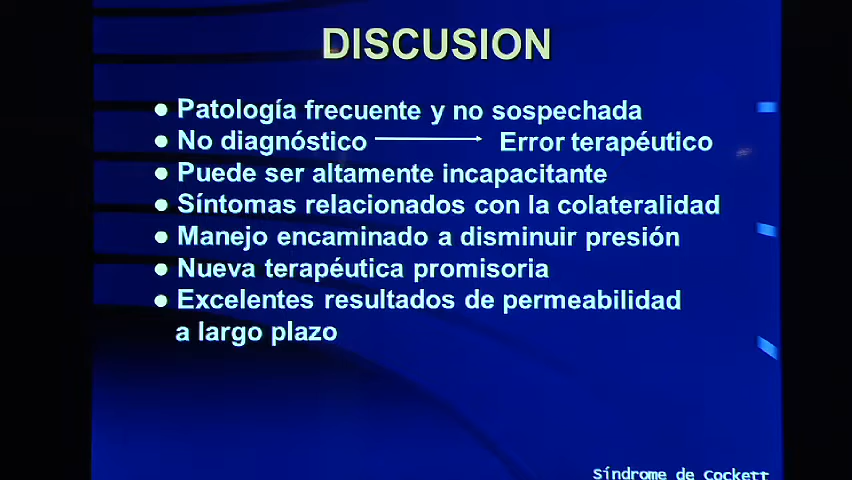 DISCUSION
● Patología frecuente y no sospechada
● No diagnóstico → Error terapéutico
● Puede ser altamente incapacitante
● Síntomas relacionados con la colateralidad
● Manejo encaminado a disminuir presión
● Nueva terapéutica promisoria
● Excelentes resultados de permeabilidad
a largo plazo
Síndrome de Cockett